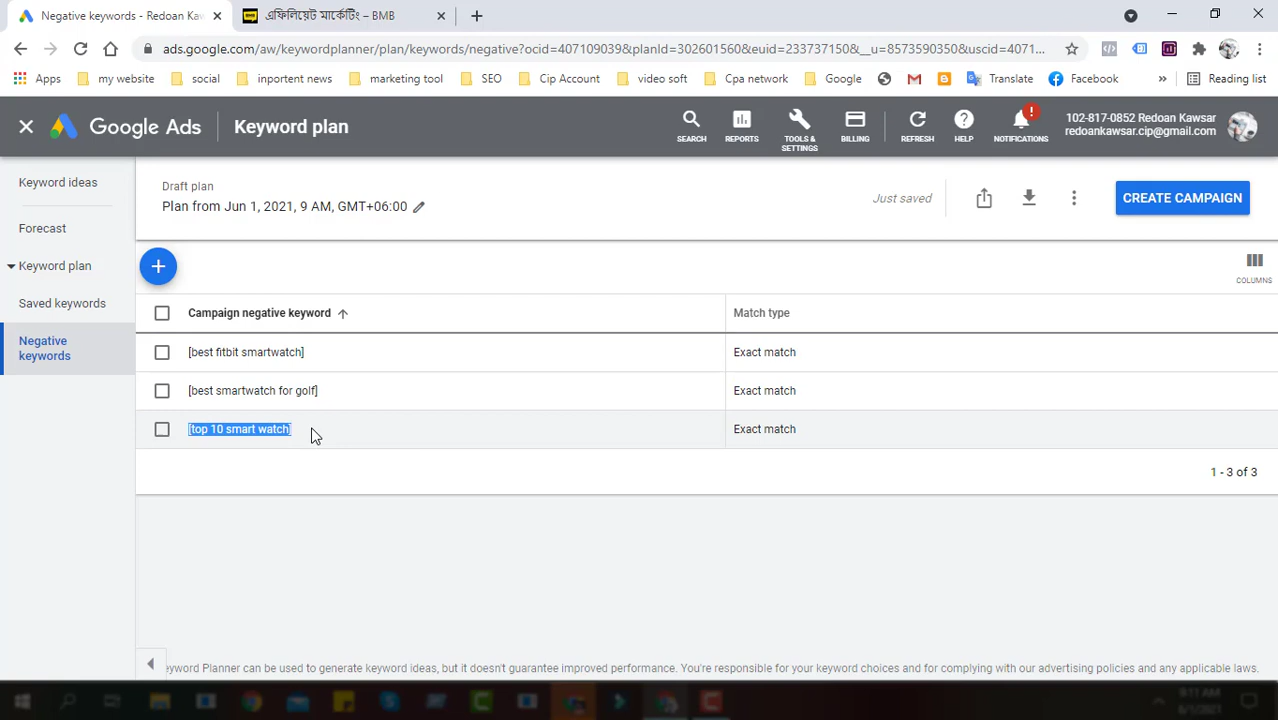 Negative keywords - Redoan Kaw
এফিলিয়েট মার্কেটিং – BMB
ads.google.com/aw/keywordplanner/plan/keywords/negative?ocid=407109039&planId=302601560&euid=233737150&__u=8573590350&uscid=4071...
Apps
my website
social
inportent news
marketing tool
SEO
Cip Account
video soft
Cpa network
Google
Translate
Facebook
»
Reading list
Google Ads
Keyword plan
SEARCH
REPORTS
TOOLS & SETTINGS
BILLING
REFRESH
HELP
!
NOTIFICATIONS
102-817-0852 Redoan Kawsar
redoankawsar.cip@gmail.com
Keyword ideas
Forecast
Keyword plan
Saved keywords
Negative
keywords
Draft plan
Plan from Jun 1, 2021, 9 AM, GMT+06:00
Just saved
CREATE CAMPAIGN
COLUMNS
Campaign negative keyword
Match type
[best fitbit smartwatch]
Exact match
[best smartwatch for golf]
Exact match
[top 10 smart watch]
Exact match
1 - 3 of 3
eyword Planner can be used to generate keyword ideas, but it doesn't guarantee improved performance. You're responsible for your keyword choices and for complying with our advertising policies and any applicable laws.
9:11 AM
6/1/2021